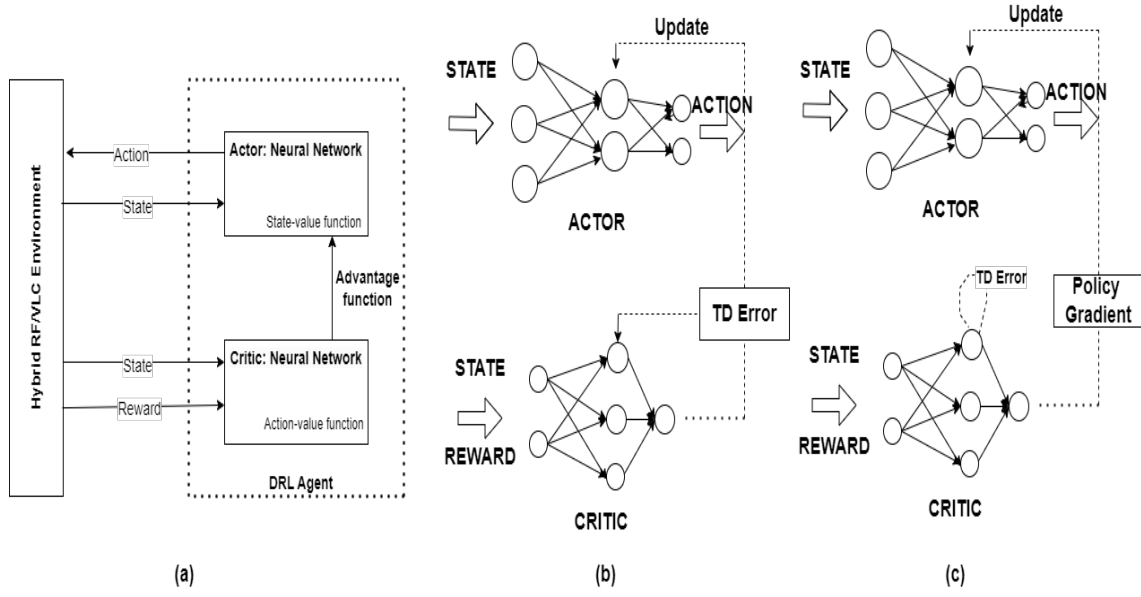 Hybrid RF/VLC Environment
Action
State
State
Reward
Actor: Neural Network
State-value function
Advantage
function
Critic: Neural Network
Action-value function
DRL Agent
(a)
Update
STATE
ACTION
ACTOR
TD Error
STATE
REWARD
CRITIC
(b)
Update
STATE
ACTION
ACTOR
TD Error
Policy
Gradient
STATE
REWARD
CRITIC
(c)